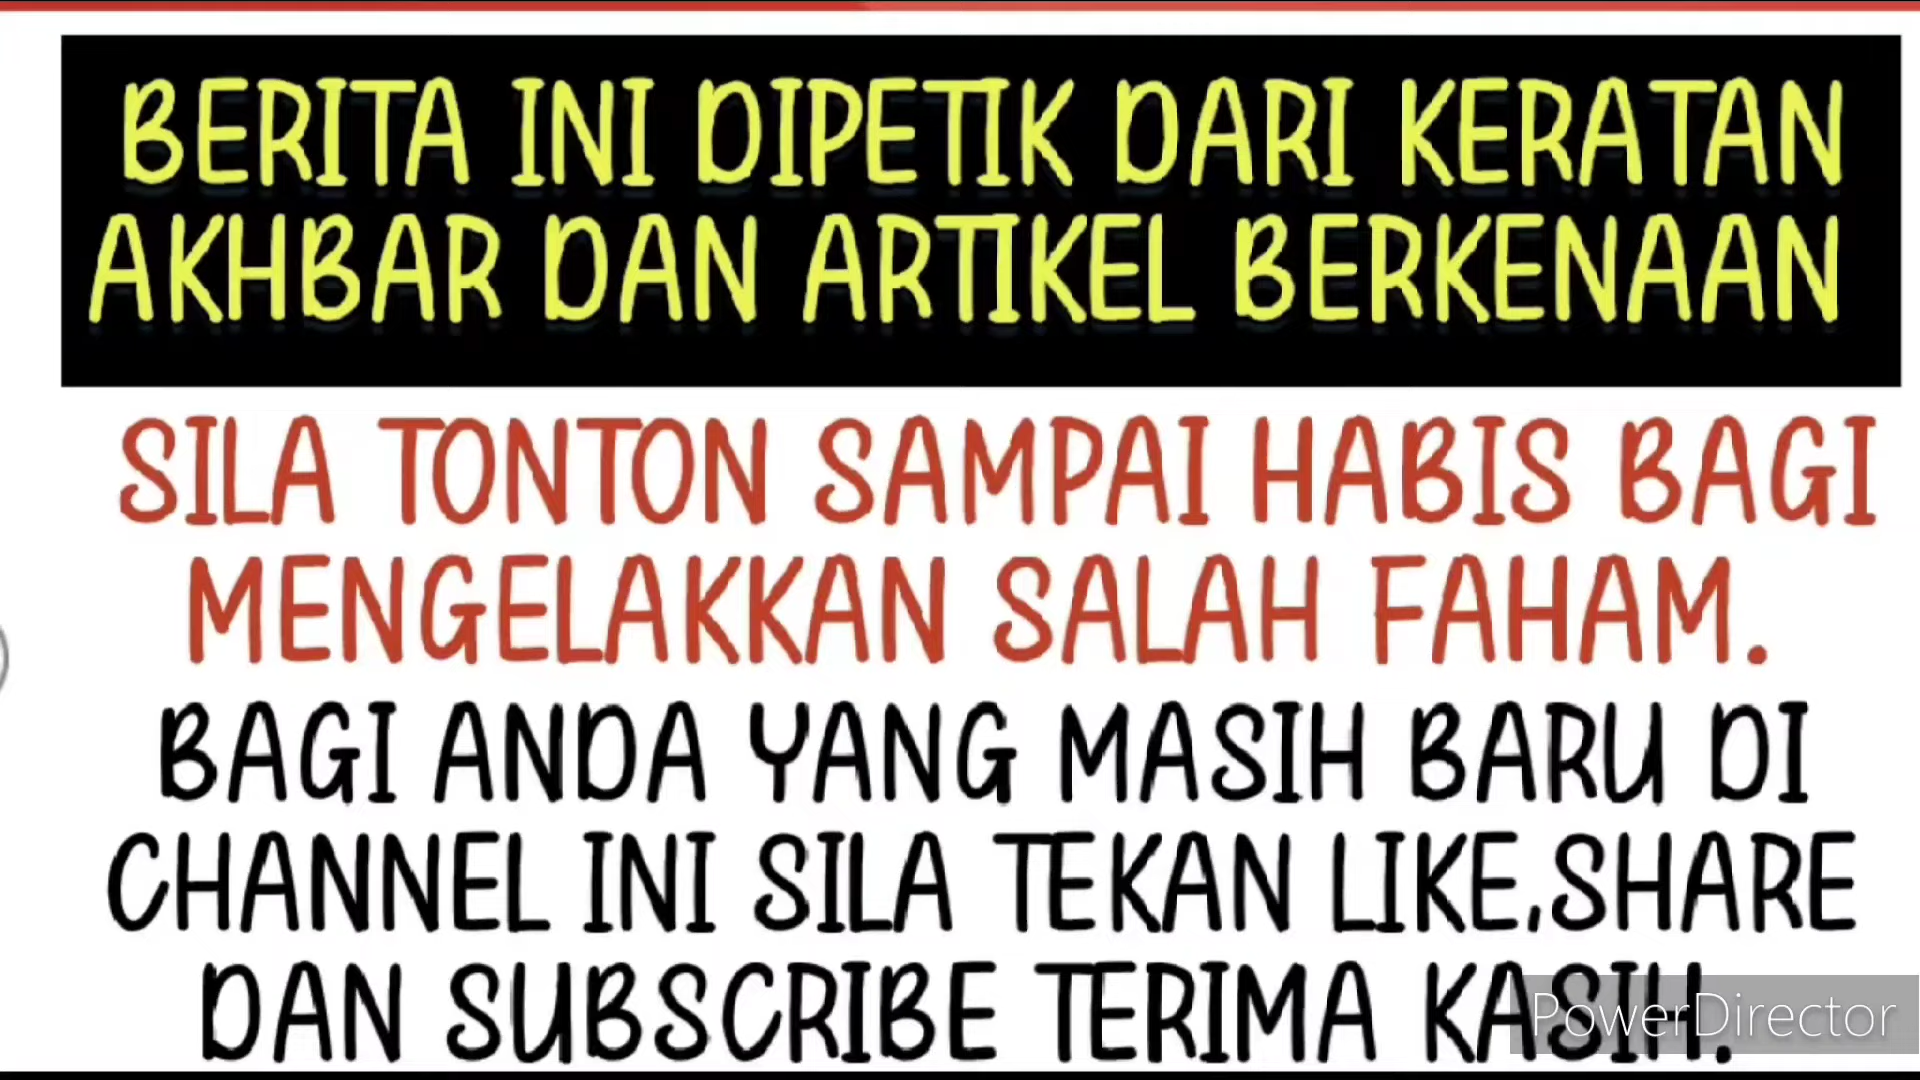 BERITA INI DIPETIK DARI KERATAN
AKHBAR DAN ARTIKEL BERKENAAN
SILA TONTON SAMPAI HABIS BAGI
MENGELAKKAN SALAH FAHAM.
BAGI ANDA YANG MASIH BARU DI
CHANNEL INI SILA TEKAN LIKE,SHARE
DAN SUBSCRIBE TERIMA KASIH.
PowerDirector